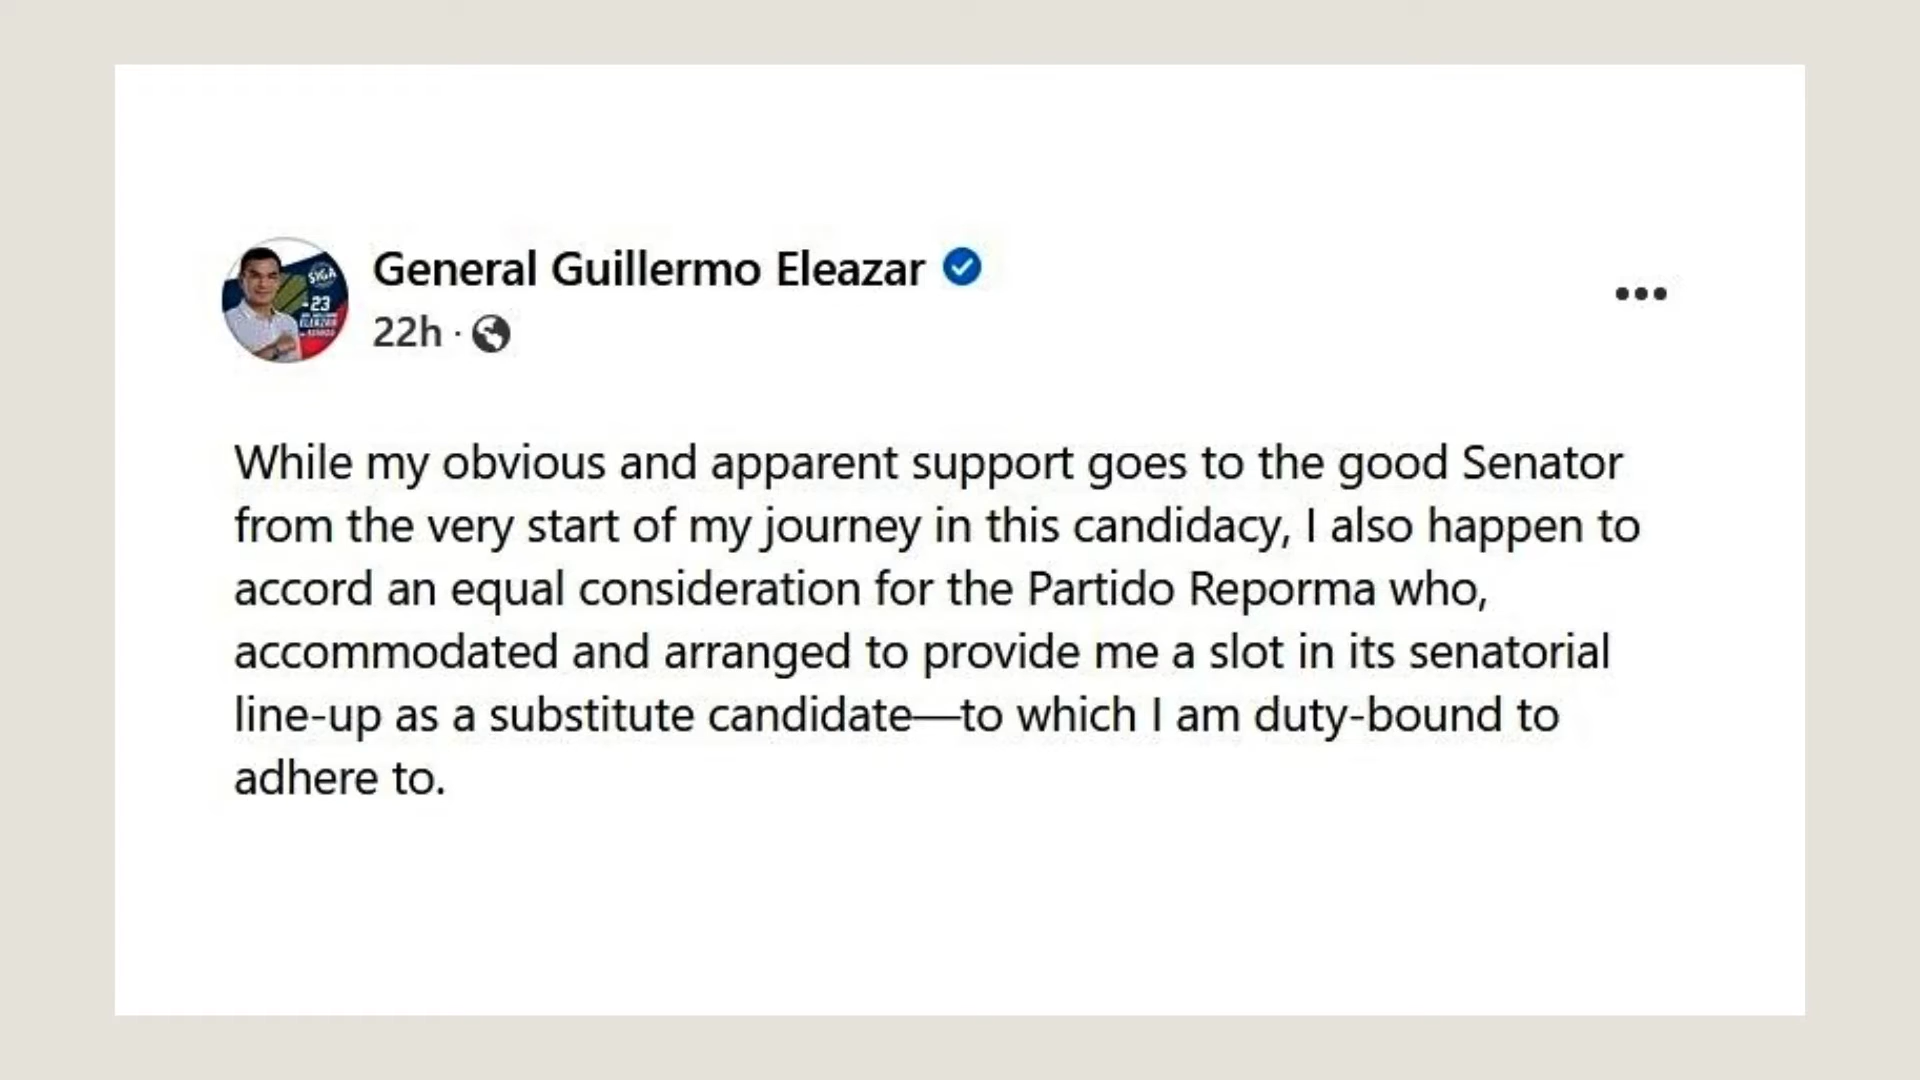 General Guillermo Eleazar
22h ·
SIGA
23
ELEAZAR
While my obvious and apparent support goes to the good Senator
from the very start of my journey in this candidacy, I also happen to
accord an equal consideration for the Partido Reporma who,
accommodated and arranged to provide me a slot in its senatorial
line-up as a substitute candidate—to which I am duty-bound to
adhere to.